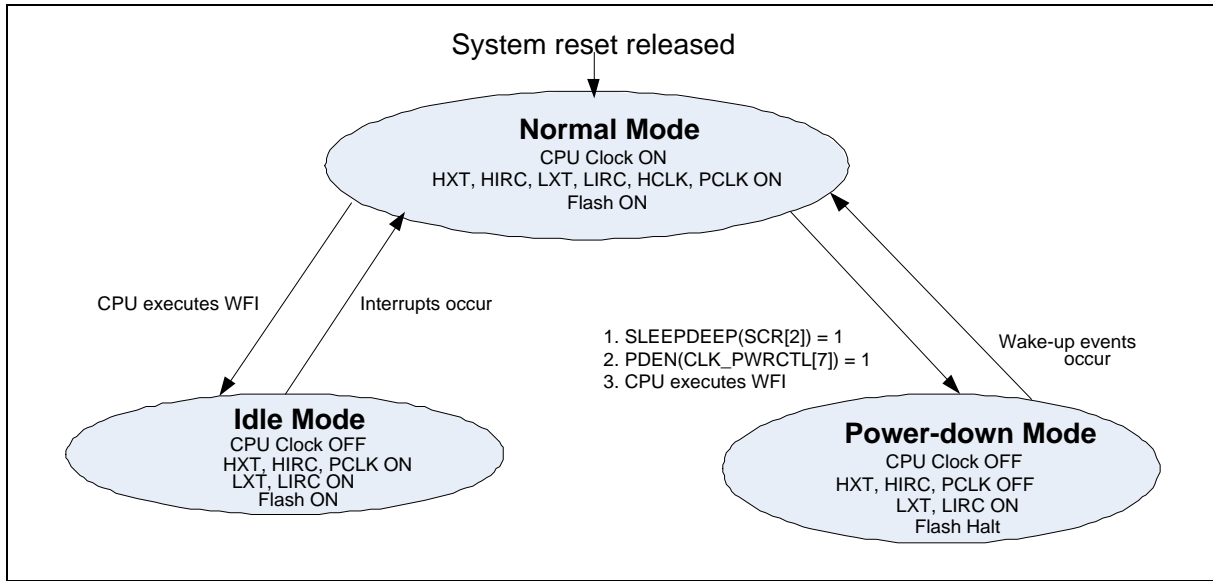 System reset released
Normal Mode
CPU Clock ON
HXT, HIRC, LXT, LIRC, HCLK, PCLK ON
Flash ON
CPU executes WFI
Interrupts occur
1. SLEEPDEEP(SCR[2]) = 1
2. PDEN(CLK_PWRCTL[7]) = 1
3. CPU executes WFI
Wake-up events
occur
Idle Mode
CPU Clock OFF
HXT, HIRC, PCLK ON
LXT, LIRC ON
Flash ON
Power-down Mode
CPU Clock OFF
HXT, HIRC, PCLK OFF
LXT, LIRC ON
Flash Halt